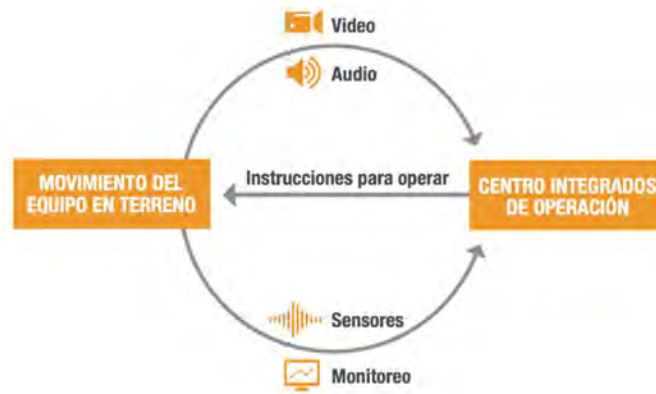 Video
Audio
MOVIMIENTO DEL
EQUIPO EN TERRENO
Instrucciones para operar
CENTRO INTEGRADOS
DE OPERACIÓN
Sensores
Monitoreo